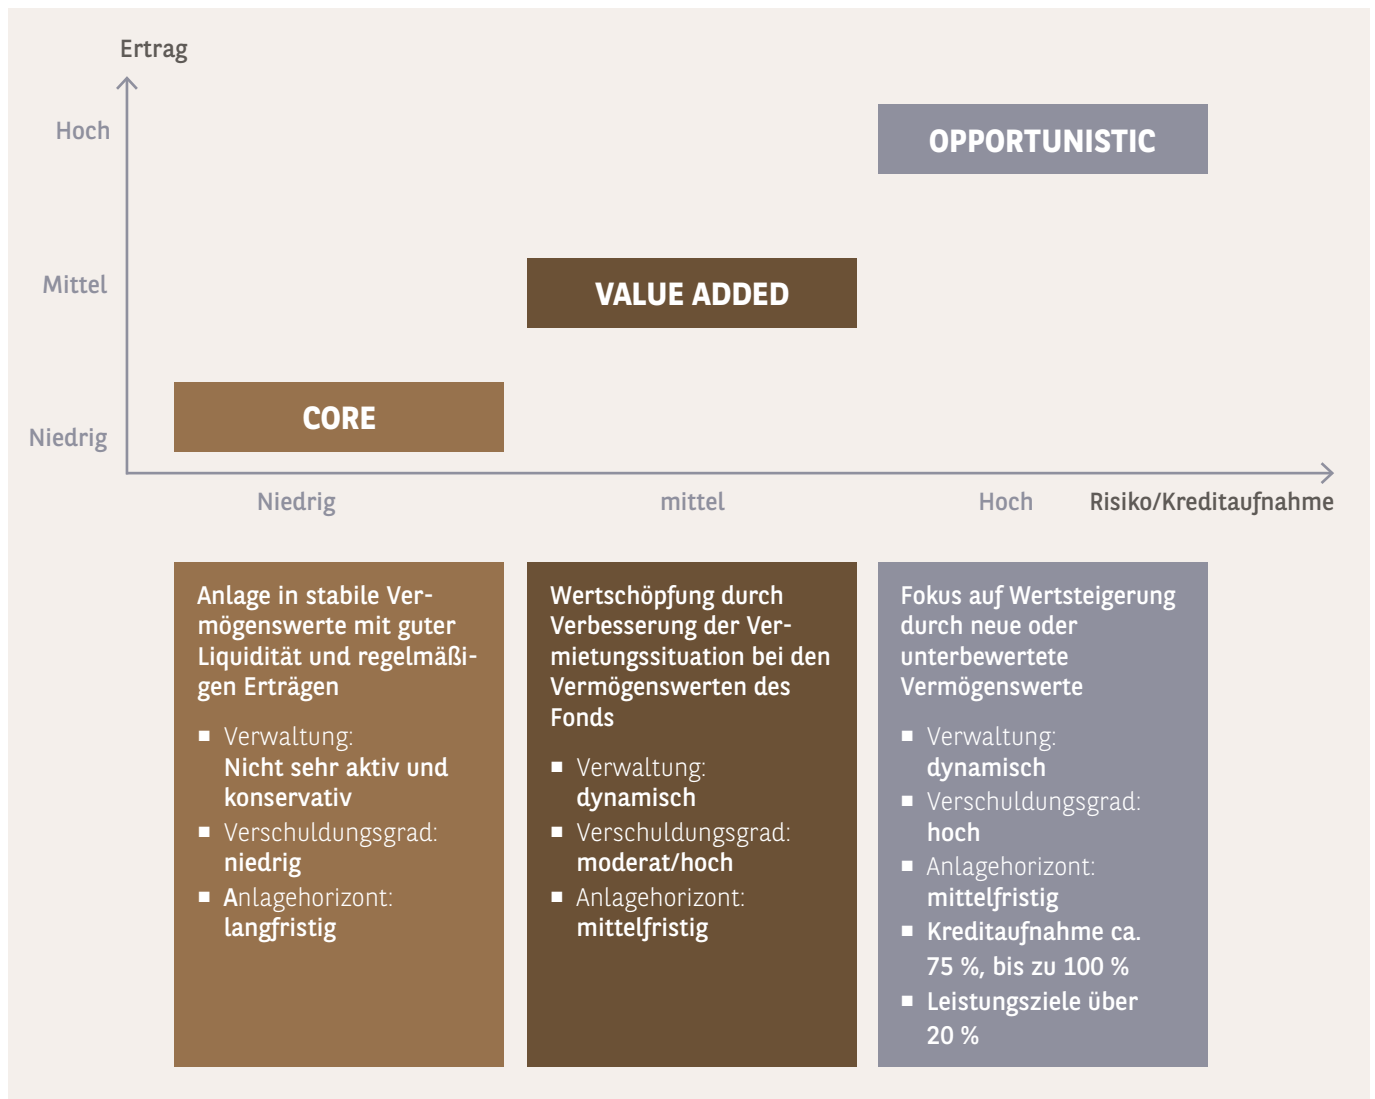 Ertrag
Hoch
OPPORTUNISTIC
Mittel
VALUE ADDED
CORE
Niedrig
Niedrig
mittel
Hoch
Risiko/Kreditaufnahme
Anlage in stabile Ver-
mögenswerte mit guter
Liquidität und regelmäßi-
gen Erträgen
■ Verwaltung:
Nicht sehr aktiv und
konservativ
■ Verschuldungsgrad:
niedrig
■ Anlagehorizont:
langfristig
Wertschöpfung durch
Verbesserung der Ver-
mietungssituation bei den
Vermögenswerten des
Fonds
■ Verwaltung:
dynamisch
■ Verschuldungsgrad:
moderat/hoch
■ Anlagehorizont:
mittelfristig
Fokus auf Wertsteigerung
durch neue oder
unterbewertete
Vermögenswerte
■ Verwaltung:
dynamisch
■ Verschuldungsgrad:
hoch
■ Anlagehorizont:
mittelfristig
■ Kreditaufnahme ca.
75 %, bis zu 100 %
■ Leistungsziele über
20 %